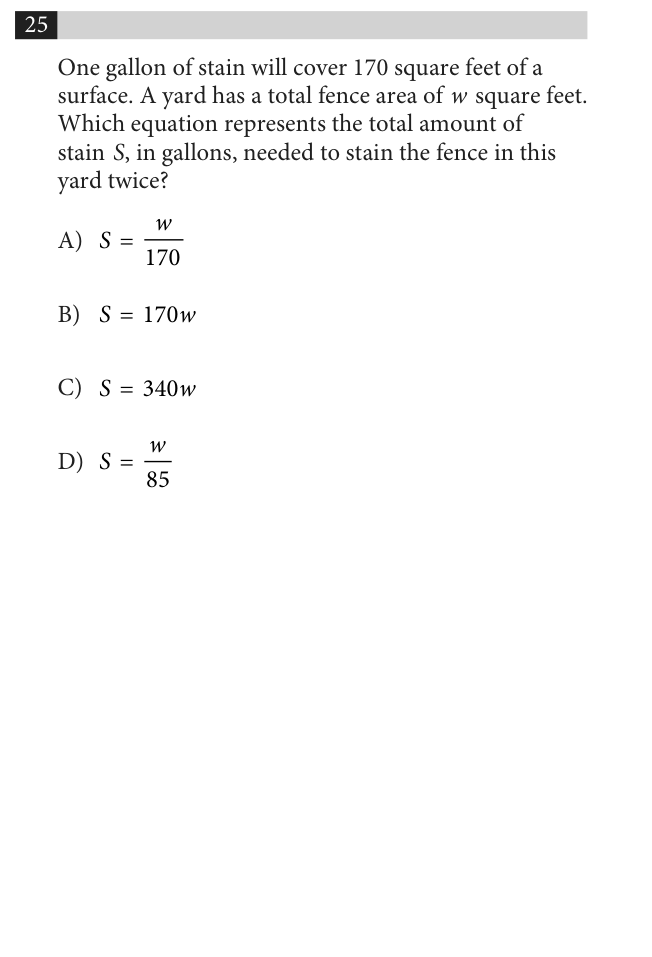 25
One gallon of stain will cover 170 square feet of a
surface. A yard has a total fence area of w square feet.
Which equation represents the total amount of
stain S, in gallons, needed to stain the fence in this
yard twice?
A) S = w/170
B) S = 170w
C) S = 340w
D) S = w/85